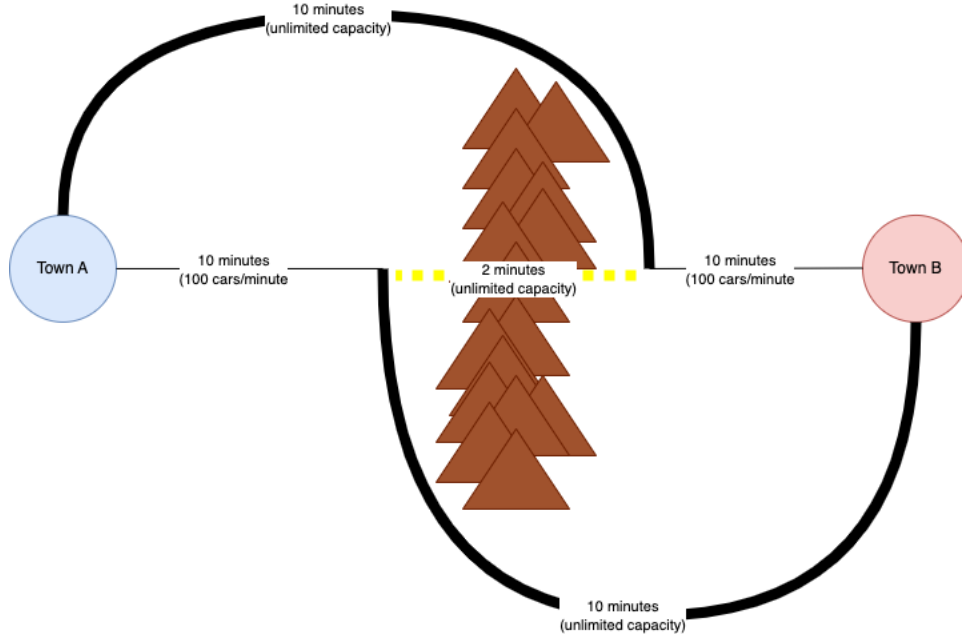 10 minutes
(unlimited capacity)
Town A
10 minutes
(100 cars/minute
2 minutes
(unlimited capacity)
10 minutes
(100 cars/minute
Town B
10 minutes
(unlimited capacity)